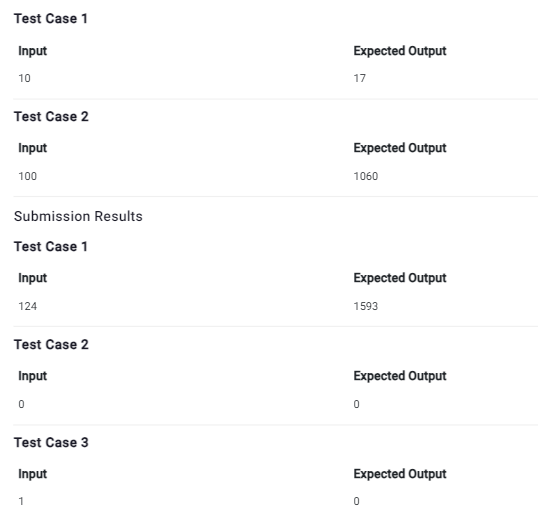 Test Case 1
Input Expected Output
10 17
Test Case 2
Input Expected Output
100 1060
Submission Results
Test Case 1
Input Expected Output
124 1593
Test Case 2
Input Expected Output
0 0
Test Case 3
Input Expected Output
1 0